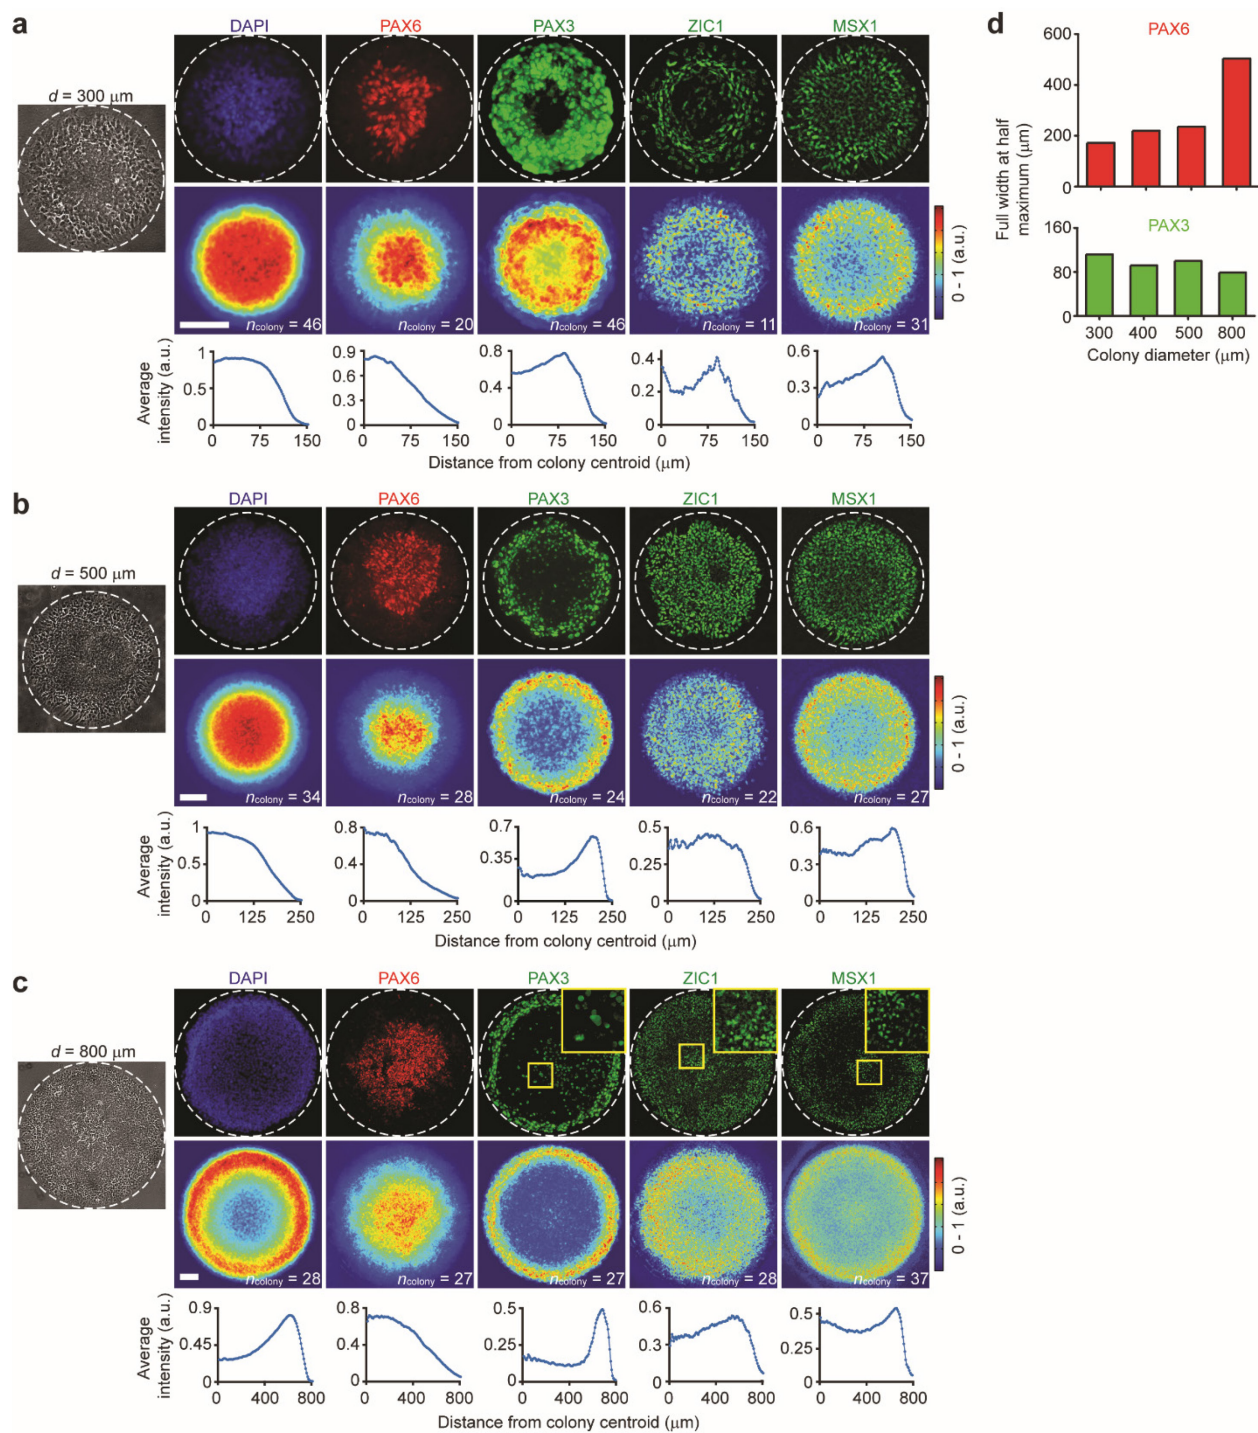 a
DAPI PAX6 PAX3 ZIC1 MSX1
d = 300 μm
0 - 1 (a.u.)
ncolony = 46 ncolony = 20 ncolony = 46 ncolony = 11 ncolony = 31
Average intensity (a.u.)
1 0.5 0
0.9 0.6 0.3 0
0.8 0.4 0
0.4 0.2 0
0.6 0.3 0
0 75 150 0 75 150 0 75 150 0 75 150 0 75 150
Distance from colony centroid (μm)
b
DAPI PAX6 PAX3 ZIC1 MSX1
d = 500 μm
0 - 1 (a.u.)
ncolony = 34 ncolony = 28 ncolony = 24 ncolony = 22 ncolony = 27
Average intensity (a.u.)
1 0.5 0
0.8 0.4 0
0.7 0.35 0
0.5 0.25 0
0.6 0.3 0
0 125 250 0 125 250 0 125 250 0 125 250 0 125 250
Distance from colony centroid (μm)
c
DAPI PAX6 PAX3 ZIC1 MSX1
d = 800 μm
0 - 1 (a.u.)
ncolony = 28 ncolony = 27 ncolony = 27 ncolony = 28 ncolony = 37
Average intensity (a.u.)
0.9 0.45 0
0.8 0.4 0
0.5 0.25 0
0.6 0.3 0
0.5 0.25 0
0 400 800 0 400 800 0 400 800 0 400 800 0 400 800
Distance from colony centroid (μm)
d
PAX6
600 400 200 0
Full width at half maximum (μm)
PAX3
160 80 0
300 400 500 800
Colony diameter (μm)